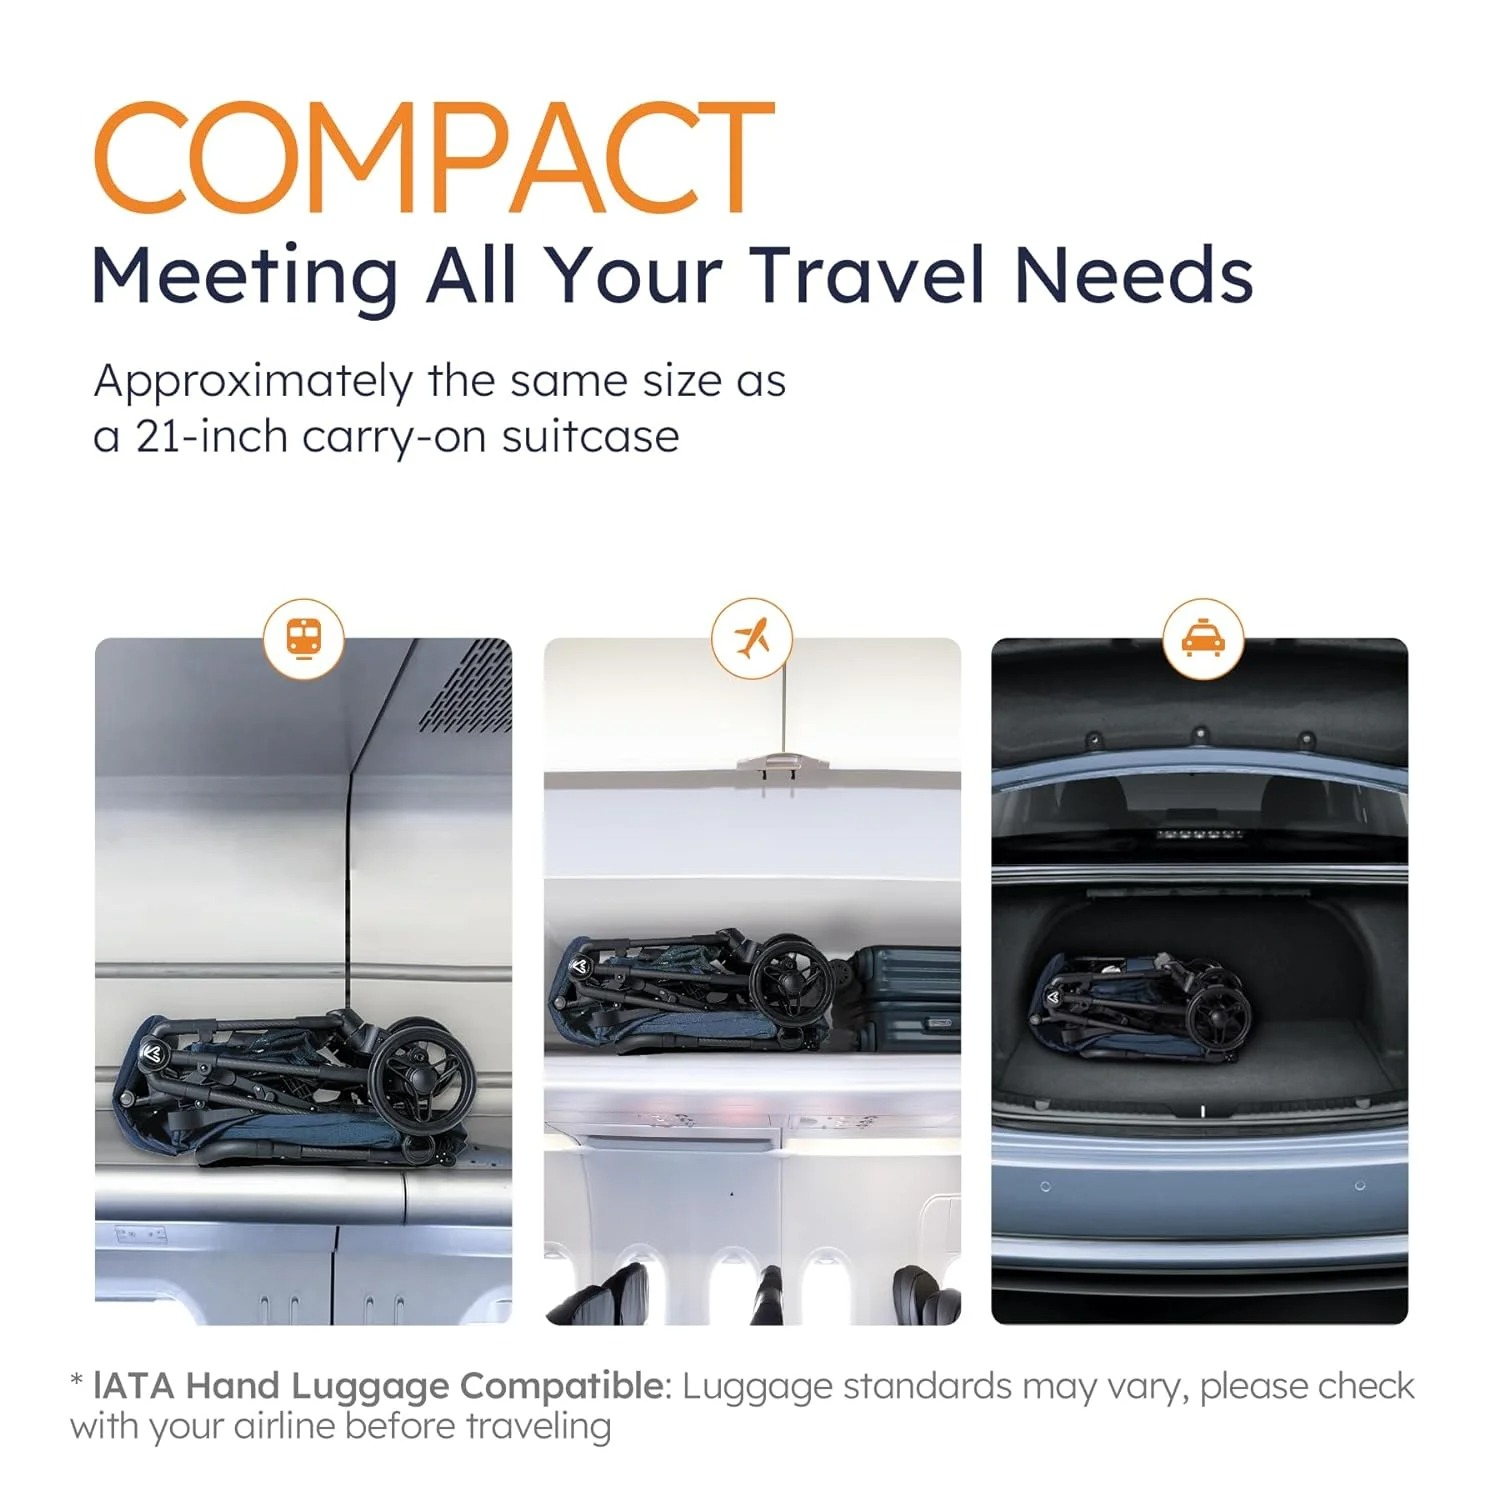 COMPACT
Meeting All Your Travel Needs
Approximately the same size as
a 21-inch carry-on suitcase
* IATA Hand Luggage Compatible: Luggage standards may vary, please check
with your airline before traveling